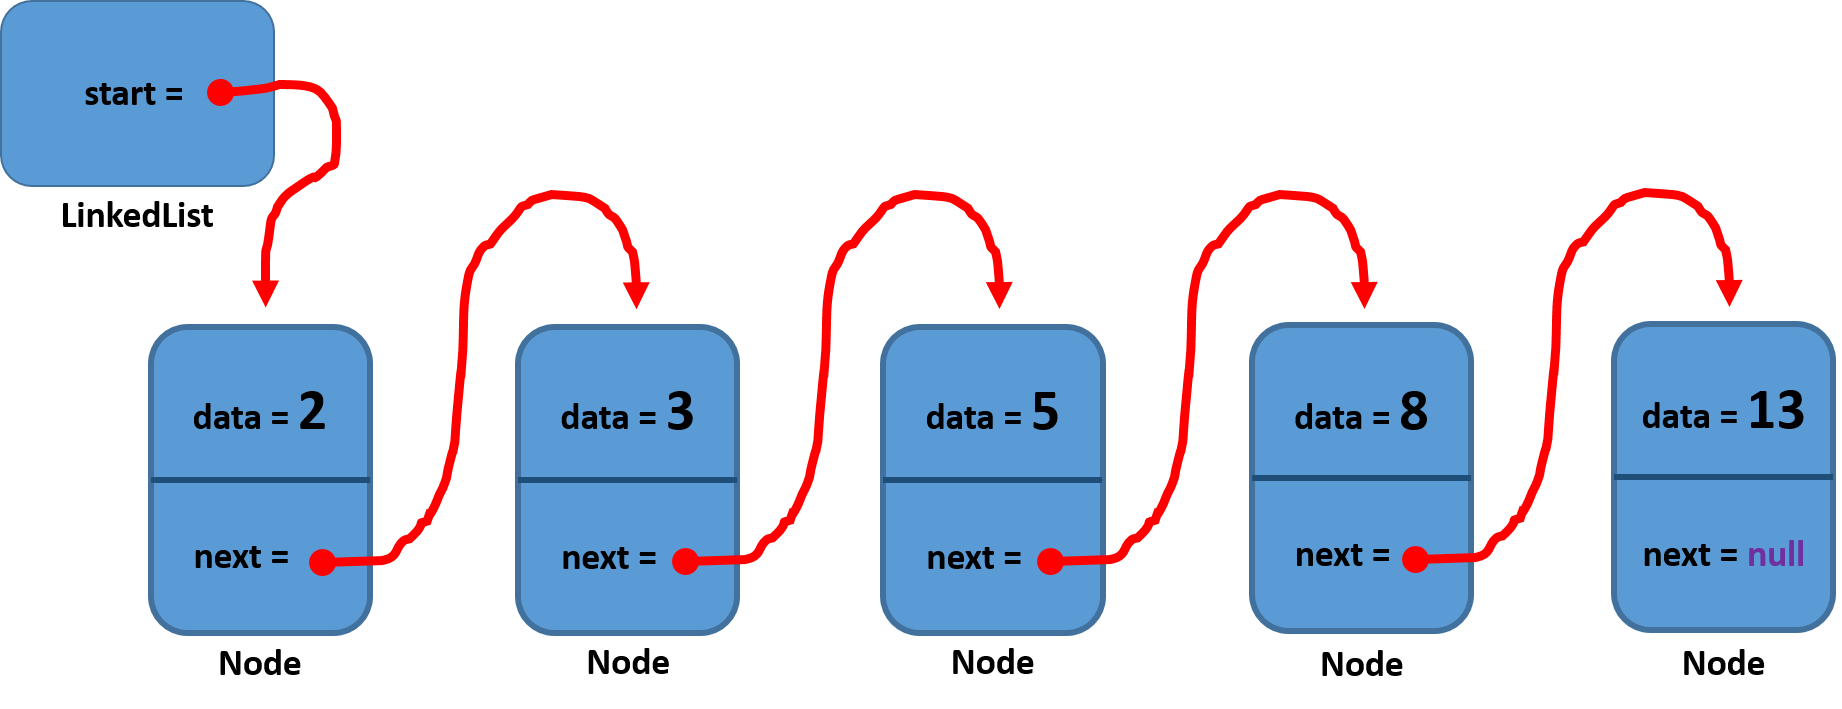 start =
LinkedList
data = 2
next =
Node
data = 3
next =
Node
data = 5
next =
Node
data = 8
next =
Node
data = 13
next = null
Node